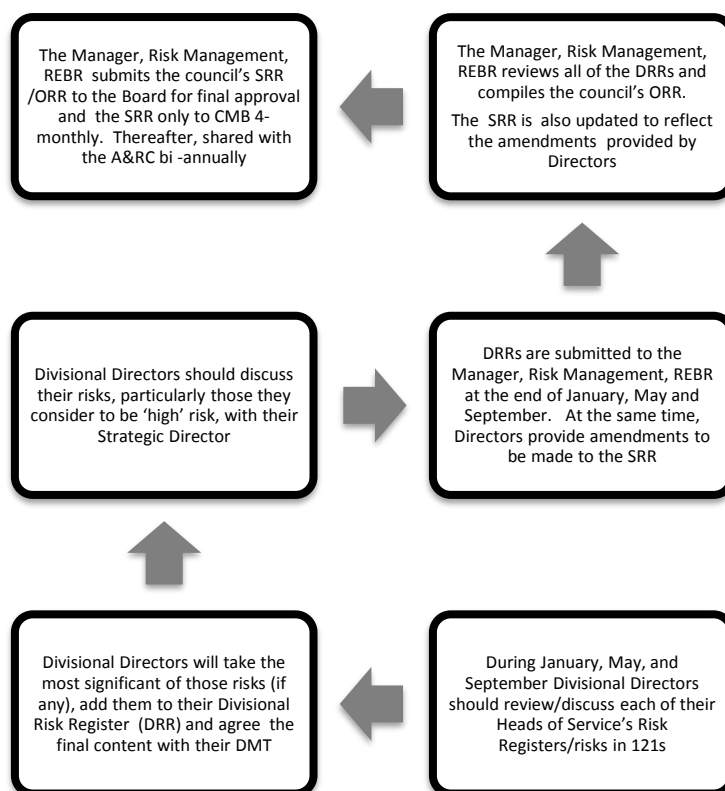 The Manager, Risk Management,
REBR submits the council's SRR
/ORR to the Board for final approval
and the SRR only to CMB 4-
monthly. Thereafter, shared with
the A&RC bi -annually
The Manager, Risk Management,
REBR reviews all of the DRRs and
compiles the council's ORR.
The SRR is also updated to reflect
the amendments provided by
Directors
Divisional Directors should discuss
their risks, particularly those they
consider to be 'high' risk, with their
Strategic Director
DRRs are submitted to the
Manager, Risk Management, REBR
at the end of January, May and
September. At the same time,
Directors provide amendments to
be made to the SRR
Divisional Directors will take the
most significant of those risks (if
any), add them to their Divisional
Risk Register (DRR) and agree the
final content with their DMT
During January, May, and
September Divisional Directors
should review/discuss each of their
Heads of Service's Risk
Registers/risks in 121s